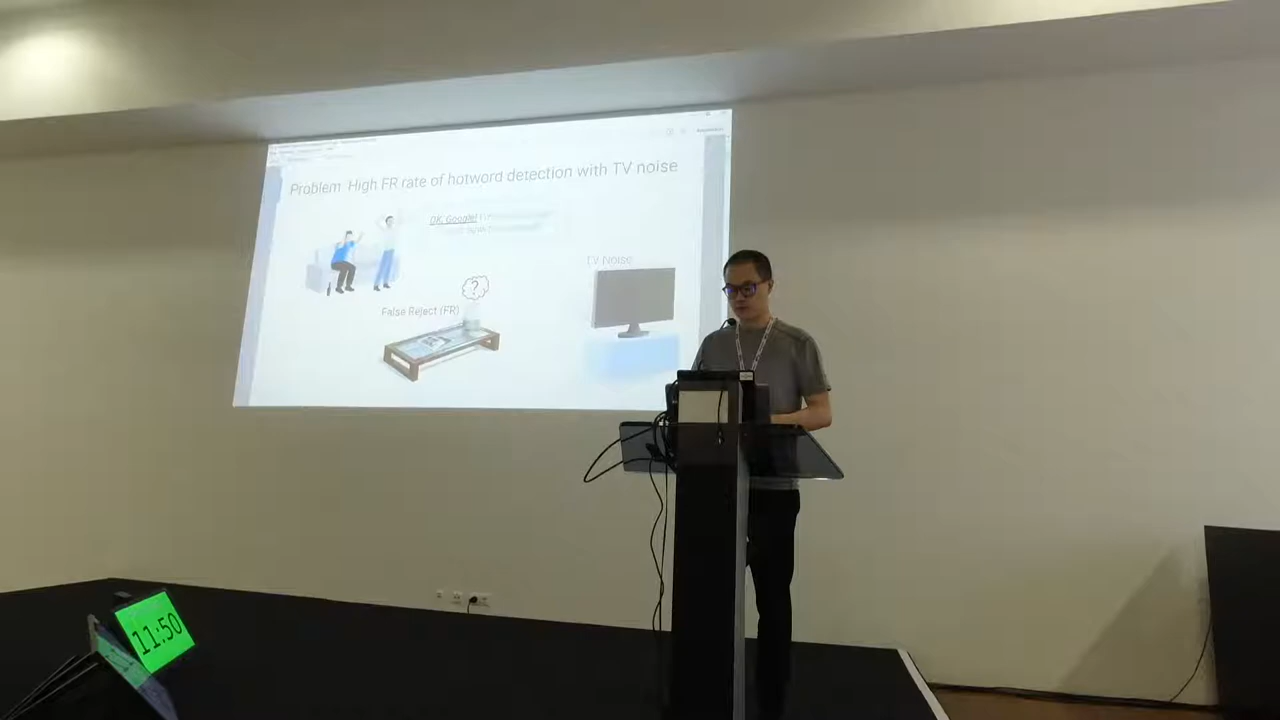 Problem: High FR rate of hotword detection with TV noise
OK, Google!
TV Noise
?
False Reject (FR)
11:50